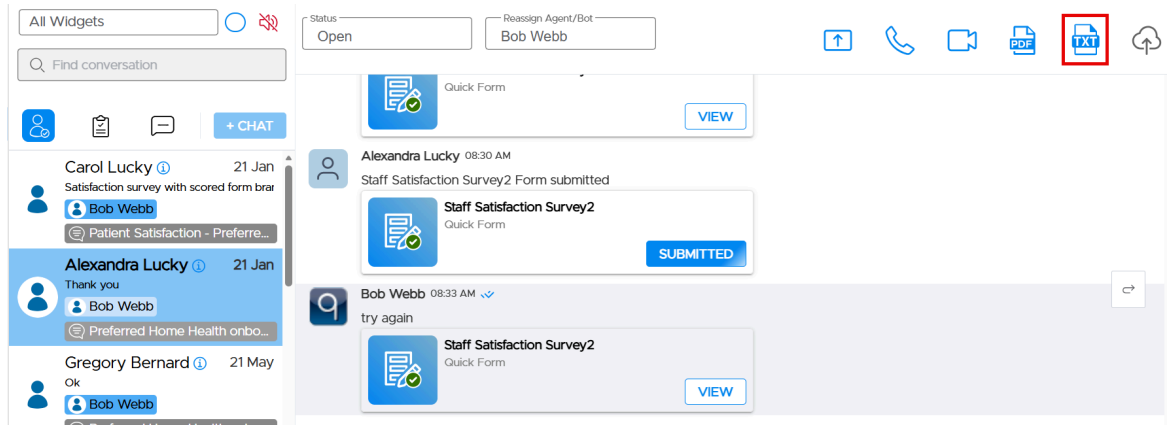 All Widgets
Find conversation
+ CHAT
Carol Lucky
21 Jan
Satisfaction survey with scored form brar
Bob Webb
Patient Satisfaction - Preferre...
Alexandra Lucky
21 Jan
Thank you
Bob Webb
Preferred Home Health onbo...
Gregory Bernard
21 May
Ok
Bob Webb
Status
Open
Reassign Agent/Bot
Bob Webb
PDF
TXT
Quick Form
VIEW
Alexandra Lucky 08:30 AM
Staff Satisfaction Survey2 Form submitted
Staff Satisfaction Survey2
Quick Form
SUBMITTED
Bob Webb 08:33 AM
try again
Staff Satisfaction Survey2
Quick Form
VIEW